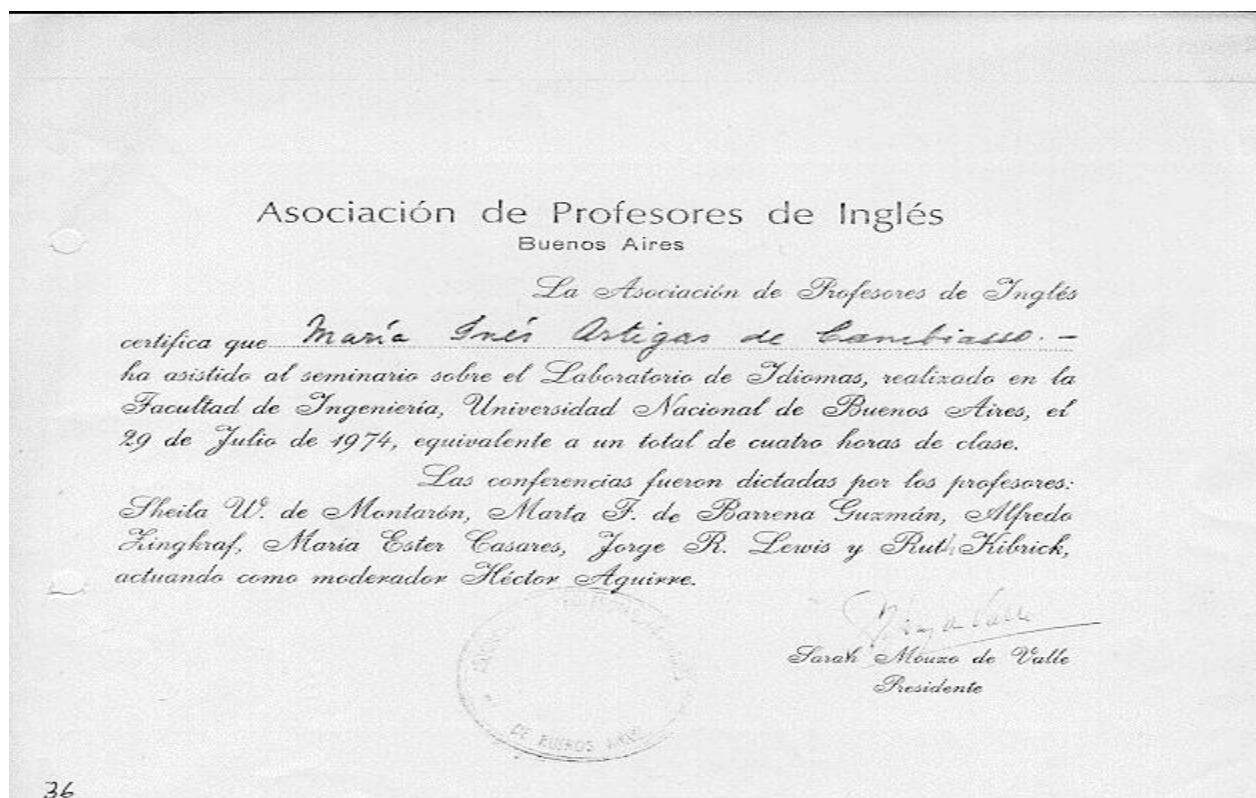 Asociación de Profesores de Inglés
Buenos Aires
La Asociación de Profesores de Inglés
certifica que María Inés Artigas de Cambiasso. -
ha asistido al seminario sobre el Laboratorio de Idiomas, realizado en la
Facultad de Ingeniería, Universidad Nacional de Buenos Aires, el
29 de Julio de 1974, equivalente a un total de cuatro horas de clase.
Las conferencias fueron dictadas por los profesores:
Sheila W. de Montarón, Marta F. de Barrena Guzmán, Alfredo
Zingkraf, María Ester Casares, Jorge R. Lewis y Ruth Kibrick,
actuando como moderador Héctor Aguirre.
Sarah Mouzo de Valle
Presidente
DE BUENOS AIRES
36